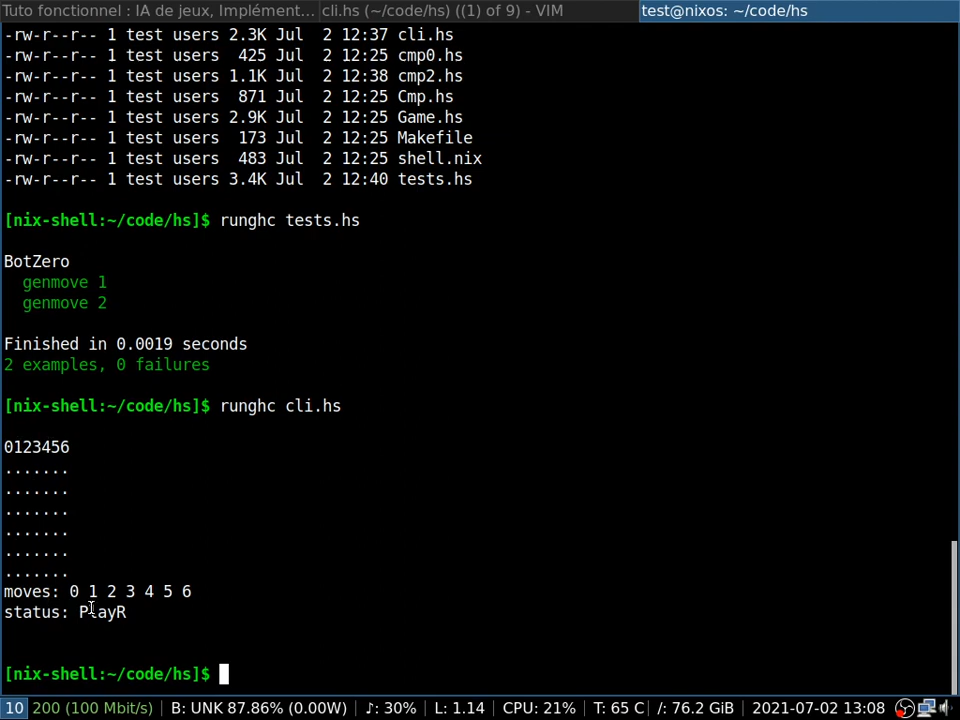 Tuto fonctionnel : IA de jeux, Implément... cli.hs (~/code/hs) ((1) of 9) - VIM test@nixos: ~/code/hs
-rw-r--r-- 1 test users 2.3K Jul  2 12:37 cli.hs
-rw-r--r-- 1 test users  425 Jul  2 12:25 cmp0.hs
-rw-r--r-- 1 test users 1.1K Jul  2 12:38 cmp2.hs
-rw-r--r-- 1 test users  871 Jul  2 12:25 Cmp.hs
-rw-r--r-- 1 test users 2.9K Jul  2 12:25 Game.hs
-rw-r--r-- 1 test users  173 Jul  2 12:25 Makefile
-rw-r--r-- 1 test users  483 Jul  2 12:25 shell.nix
-rw-r--r-- 1 test users 3.4K Jul  2 12:40 tests.hs
[nix-shell:~/code/hs]$ runghc tests.hs
BotZero
  genmove 1
  genmove 2
Finished in 0.0019 seconds
2 examples, 0 failures
[nix-shell:~/code/hs]$ runghc cli.hs
0123456
.......
.......
.......
.......
.......
.......
moves: 0 1 2 3 4 5 6
status: PlayR
[nix-shell:~/code/hs]$
10 200 (100 Mbit/s) B: UNK 87.86% (0.00W) ♪: 30% L: 1.14 CPU: 21% T: 65 C /: 76.2 GiB 2021-07-02 13:08